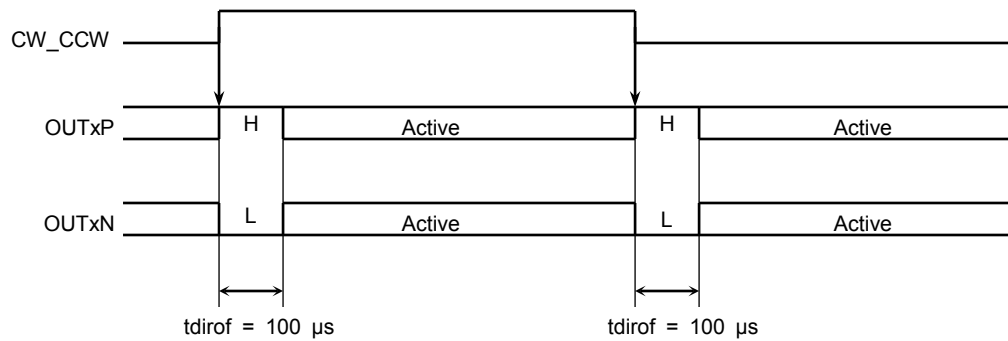 CW_CCW
OUTxP
H
Active
H
Active
OUTxN
L
Active
L
Active
tdirof = 100 µs
tdirof = 100 µs